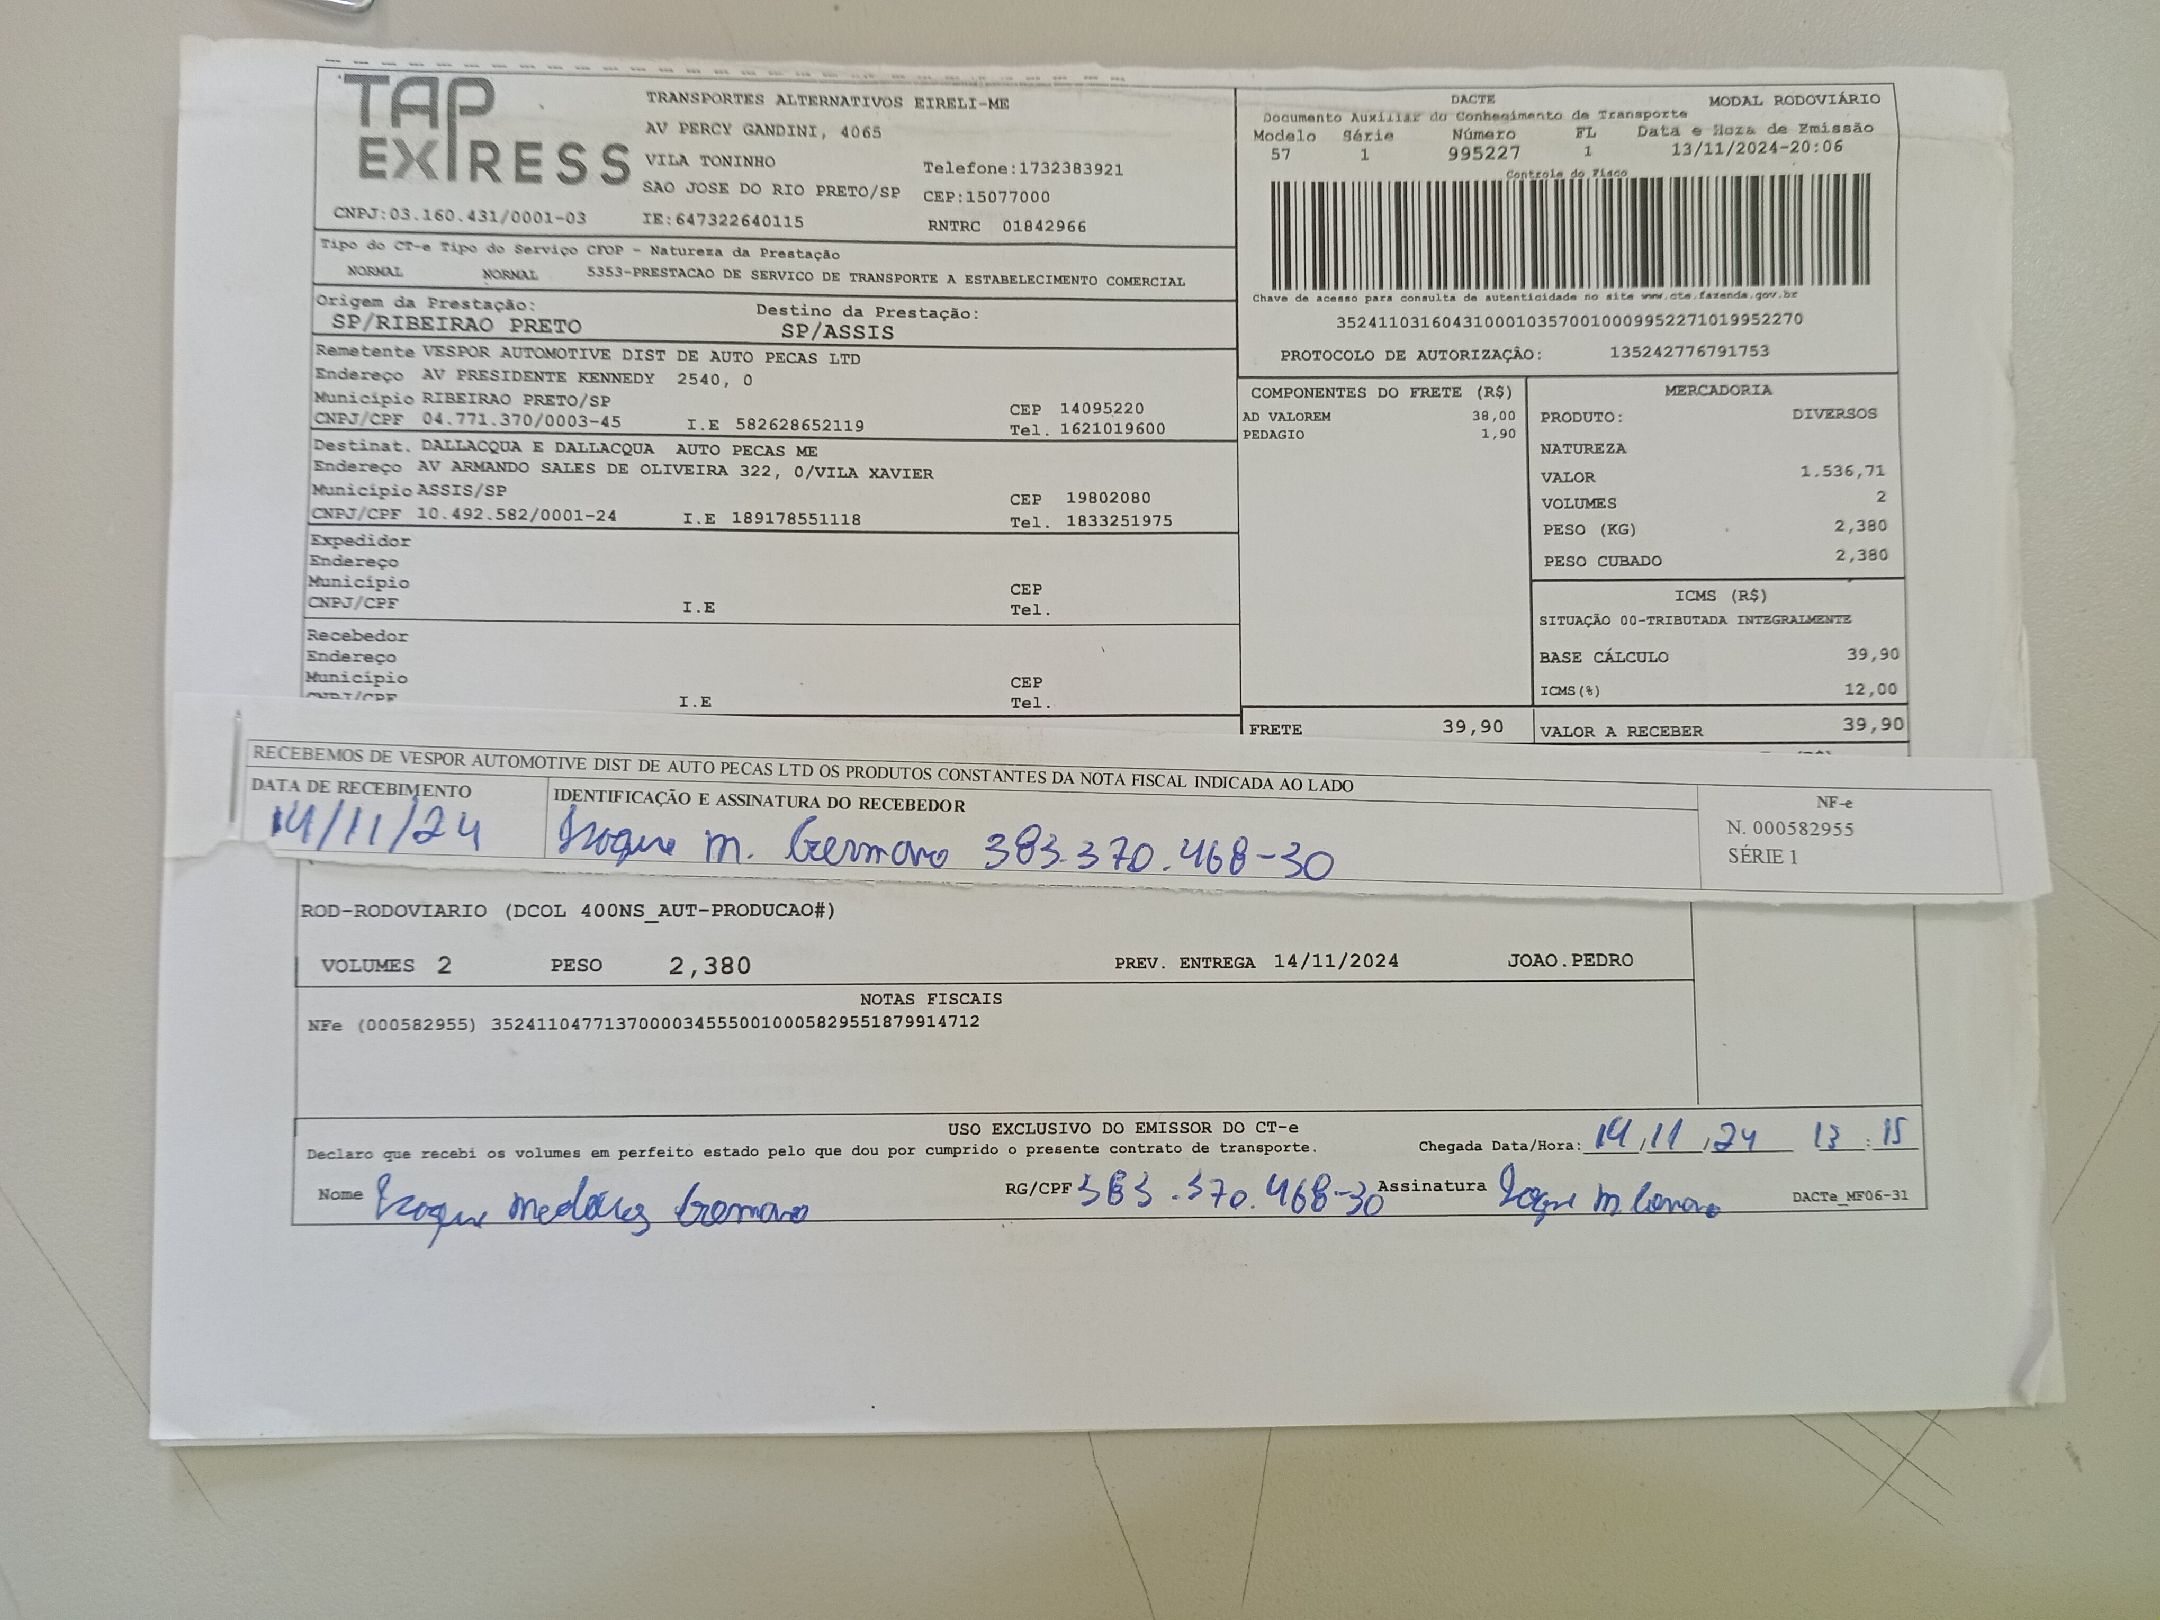 TAP EXPRESS
TRANSPORTES ALTERNATIVOS EIRELI-ME
AV PERCY GANDINI, 4065
VILA TONINHO Telefone:1732383921
SAO JOSE DO RIO PRETO/SP CEP:15077000
CNPJ:03.160.431/0001-03 IE:647322640115 RNTRC 01842966
DACTE MODAL RODOVIÁRIO
Documento Auxiliar do Conhecimento de Transporte
Modelo Série Número FL Data e Hora de Emissão
57 1 995227 1 13/11/2024-20:06
Controle do Fisco
Chave de acesso para consulta de autenticidade no site www.cte.fazenda.gov.br
35241103160431000103570010009952271019952270
PROTOCOLO DE AUTORIZAÇÃO: 135242776791753
Tipo do CT-e Tipo do Serviço CFOP - Natureza da Prestação
NORMAL NORMAL 5353-PRESTACAO DE SERVICO DE TRANSPORTE A ESTABELECIMENTO COMERCIAL
Origem da Prestação: Destino da Prestação:
SP/RIBEIRAO PRETO SP/ASSIS
Remetente VESPOR AUTOMOTIVE DIST DE AUTO PECAS LTD
Endereço AV PRESIDENTE KENNEDY 2540, 0
Município RIBEIRAO PRETO/SP CEP 14095220
CNPJ/CPF 04.771.370/0003-45 I.E 582628652119 Tel. 1621019600
Destinat. DALLACQUA E DALLACQUA AUTO PECAS ME
Endereço AV ARMANDO SALES DE OLIVEIRA 322, 0/VILA XAVIER
Município ASSIS/SP CEP 19802080
CNPJ/CPF 10.492.582/0001-24 I.E 189178551118 Tel. 1833251975
Expedidor
Endereço
Município CEP
CNPJ/CPF I.E Tel.
Recebedor
Endereço
Município CEP
CNPJ/CPF I.E Tel.
COMPONENTES DO FRETE (R$)
AD VALOREM 38,00
PEDAGIO 1,90
FRETE 39,90
MERCADORIA
PRODUTO: DIVERSOS
NATUREZA
VALOR 1.536,71
VOLUMES 2
PESO (KG) 2,380
PESO CUBADO 2,380
ICMS (R$)
SITUAÇÃO 00-TRIBUTADA INTEGRALMENTE
BASE CÁLCULO 39,90
ICMS(%) 12,00
VALOR A RECEBER 39,90
RECEBEMOS DE VESPOR AUTOMOTIVE DIST DE AUTO PECAS LTD OS PRODUTOS CONSTANTES DA NOTA FISCAL INDICADA AO LADO
DATA DE RECEBIMENTO IDENTIFICAÇÃO E ASSINATURA DO RECEBEDOR
14/11/24 m. Germano 383.370.468-30
NF-e
N. 000582955
SÉRIE 1
ROD-RODOVIARIO (DCOL 400NS_AUT-PRODUCAO#)
VOLUMES 2 PESO 2,380 PREV. ENTREGA 14/11/2024 JOAO.PEDRO
NOTAS FISCAIS
NFe (000582955) 35241104771370000345550010005829551879914712
USO EXCLUSIVO DO EMISSOR DO CT-e
Declaro que recebi os volumes em perfeito estado pelo que dou por cumprido o presente contrato de transporte. Chegada Data/Hora: 14/11/24 13:15
Nome Germano RG/CPF 383.370.468-30 Assinatura DACTe_MF06-31